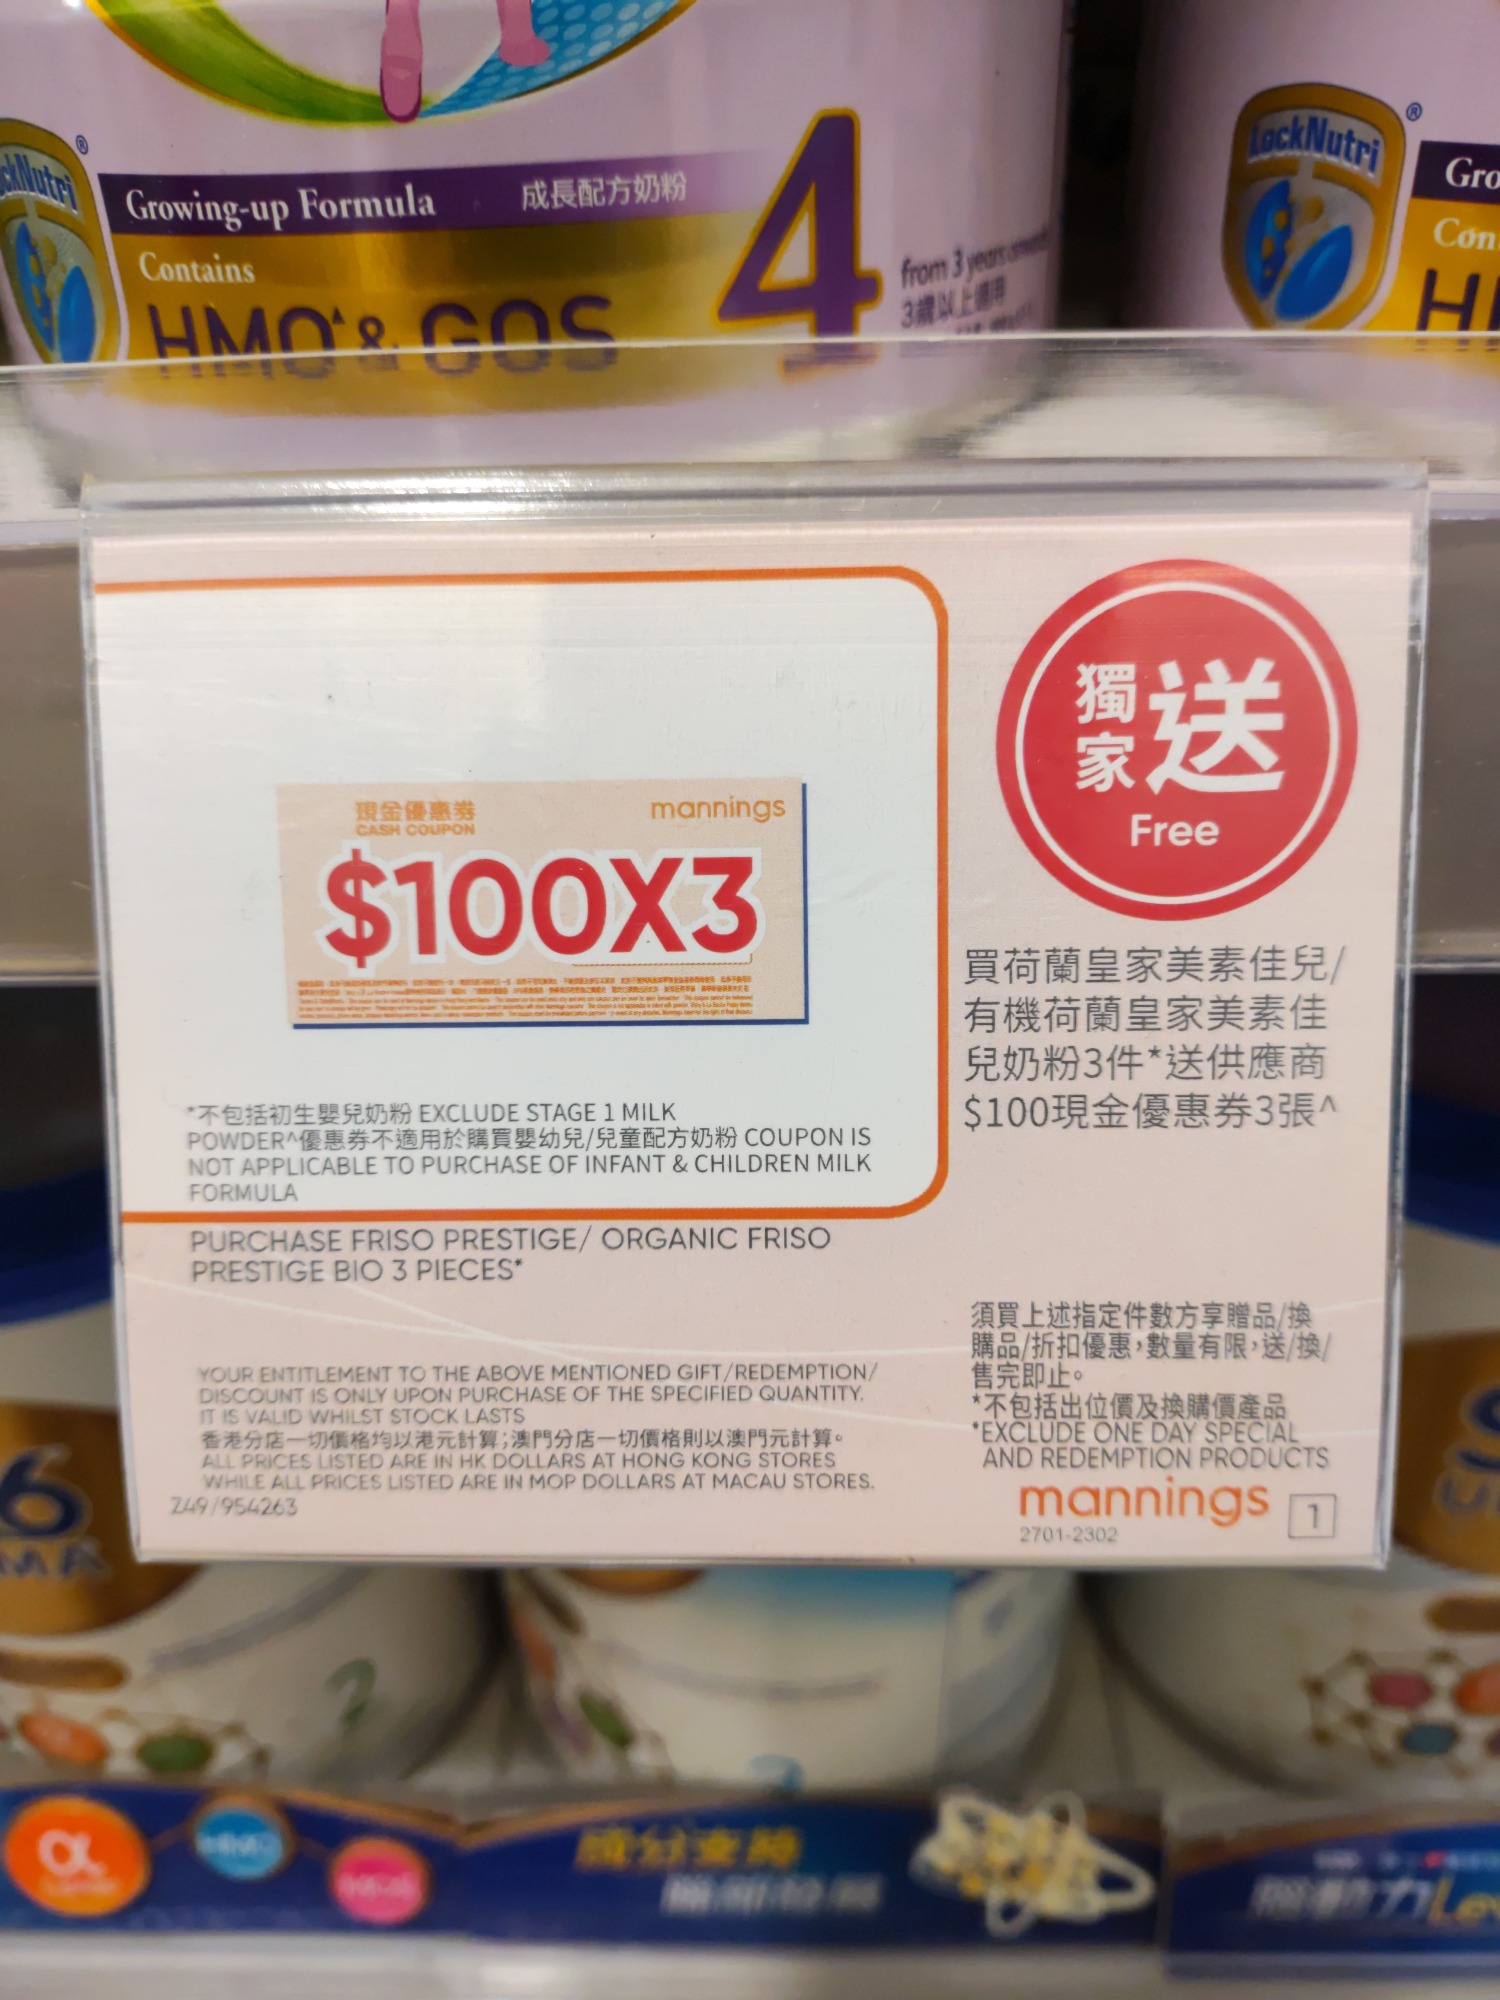 LockNutri®
Growing-up Formula 成長配方奶粉
Contains
HMO & GOS
4
from 3 years
3歲以上適用
LockNutri®
獨家送
Free
現金優惠券 mannings
CASH COUPON
$100X3
買荷蘭皇家美素佳兒/
有機荷蘭皇家美素佳
兒奶粉3件*送供應商
$100現金優惠券3張^
*不包括初生嬰兒奶粉 EXCLUDE STAGE 1 MILK
POWDER^優惠券不適用於購買嬰幼兒/兒童配方奶粉 COUPON IS
NOT APPLICABLE TO PURCHASE OF INFANT & CHILDREN MILK
FORMULA
PURCHASE FRISO PRESTIGE/ ORGANIC FRISO
PRESTIGE BIO 3 PIECES*
須買上述指定件數方享贈品/換
購品/折扣優惠,數量有限,送/換/
售完即止。
*不包括出位價及換購價產品
*EXCLUDE ONE DAY SPECIAL
AND REDEMPTION PRODUCTS
YOUR ENTITLEMENT TO THE ABOVE MENTIONED GIFT/REDEMPTION/
DISCOUNT IS ONLY UPON PURCHASE OF THE SPECIFIED QUANTITY.
IT IS VALID WHILST STOCK LASTS
香港分店一切價格均以港元計算;澳門分店一切價格則以澳門元計算。
ALL PRICES LISTED ARE IN HK DOLLARS AT HONG KONG STORES
WHILE ALL PRICES LISTED ARE IN MOP DOLLARS AT MACAU STORES.
Z49/954263
mannings 1
2701-2302
6
α